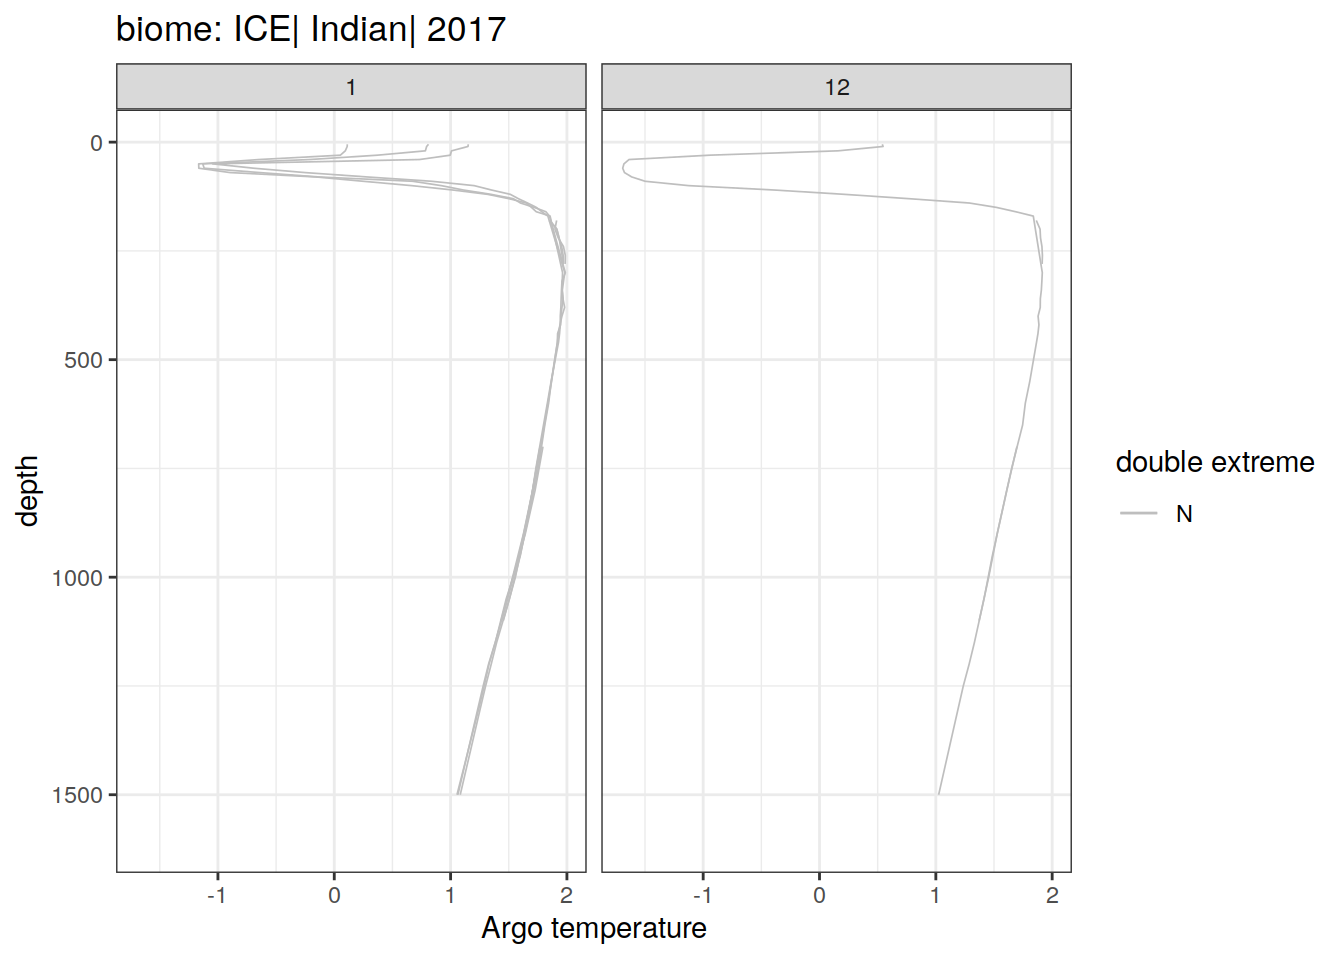 biome: ICE| Indian| 2017
1
12
0
500
1000
1500
depth
-1
0
1
2
-1
0
1
2
Argo temperature
double extreme
N